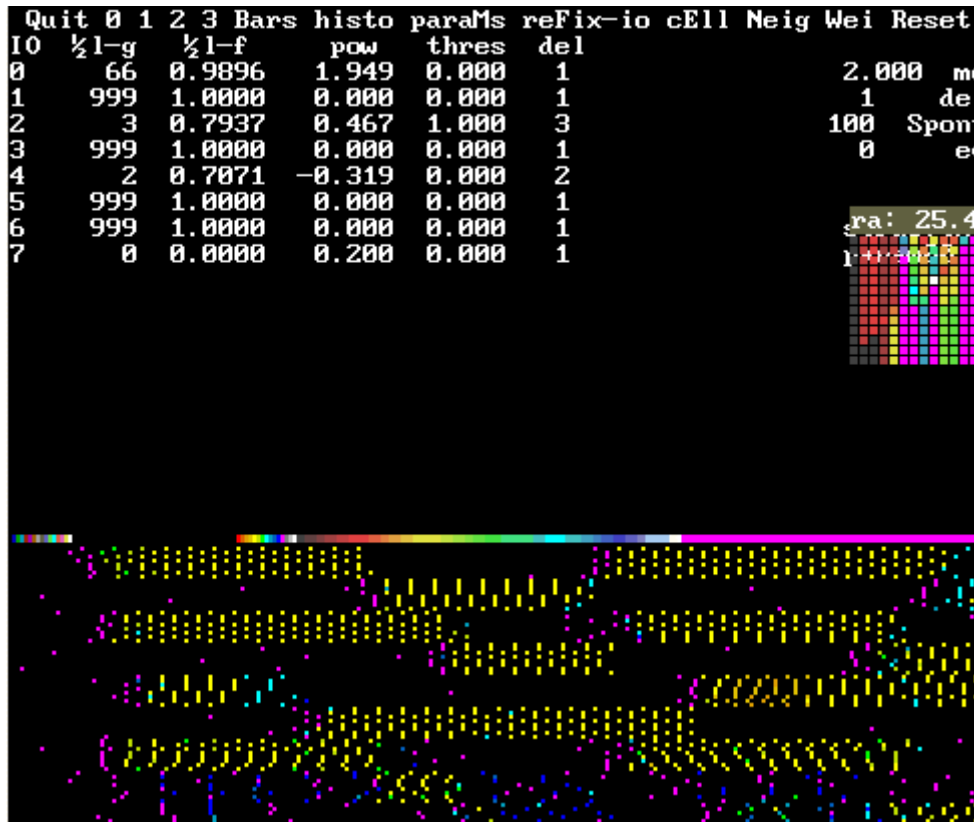 Quit 0 1 2 3 Bars histo paraMs reFix-io cEll Neig Wei Reset
IO ½l-g ½l-f pow thres del
0 66 0.9896 1.949 0.000 1 2.000 mo
1 999 1.0000 0.000 0.000 1 1 de
2 3 0.7937 0.467 1.000 3 100 Spon
3 999 1.0000 0.000 0.000 1 0 e
4 2 0.7071 -0.319 0.000 2
5 999 1.0000 0.000 0.000 1
6 999 1.0000 0.000 0.000 1 ra: 25.4
7 0 0.0000 0.200 0.000 1